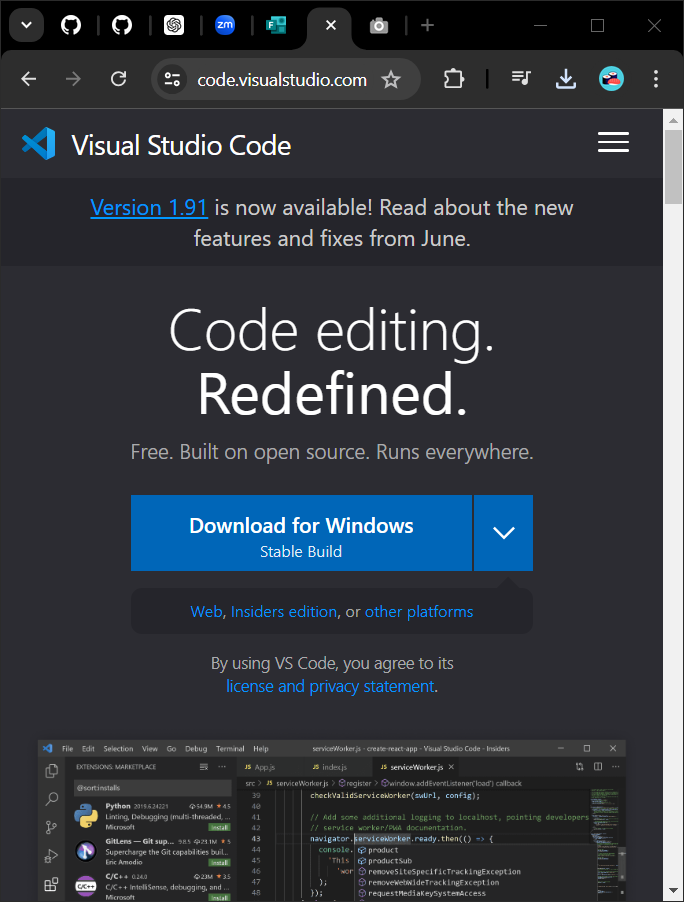 zm
code.visualstudio.com
Visual Studio Code
Version 1.91 is now available! Read about the new
features and fixes from June.
Code editing.
Redefined.
Free. Built on open source. Runs everywhere.
Download for Windows
Stable Build
Web, Insiders edition, or other platforms
By using VS Code, you agree to its
license and privacy statement.
File Edit Selection View Go Debug Terminal Help serviceWorker.js - create-react-app - Visual Studio Code - Insiders
EXTENSIONS: MARKETPLACE
@sort:installs
Python 2019.6.24221 54.9M 4.5
Linting, Debugging (multi-threaded, ...
Microsoft Install
GitLens — Git sup... 9.8.5 23.1M 5
Supercharge the Git capabilities buil...
Eric Amodio Install
C/C++ 0.24.0 23M 3.5
C/C++ IntelliSense, debugging, and ...
Microsoft Install
JS App.js JS index.js JS serviceWorker.js
src > JS serviceWorker.js > register > window.addEventListener('load') callback
39 checkValidServiceWorker(swUrl, config);
40
41 // Add some additional logging to localhost, pointing developers
42 // service worker/PWA documentation.
43 navigator.serviceWorker.ready.then(() => {
44 console. product
45 'This productSub
46 'wor removeSiteSpecificTrackingException
47 ); removeWebWideTrackingException
48 }); requestMediaKeySystemAccess